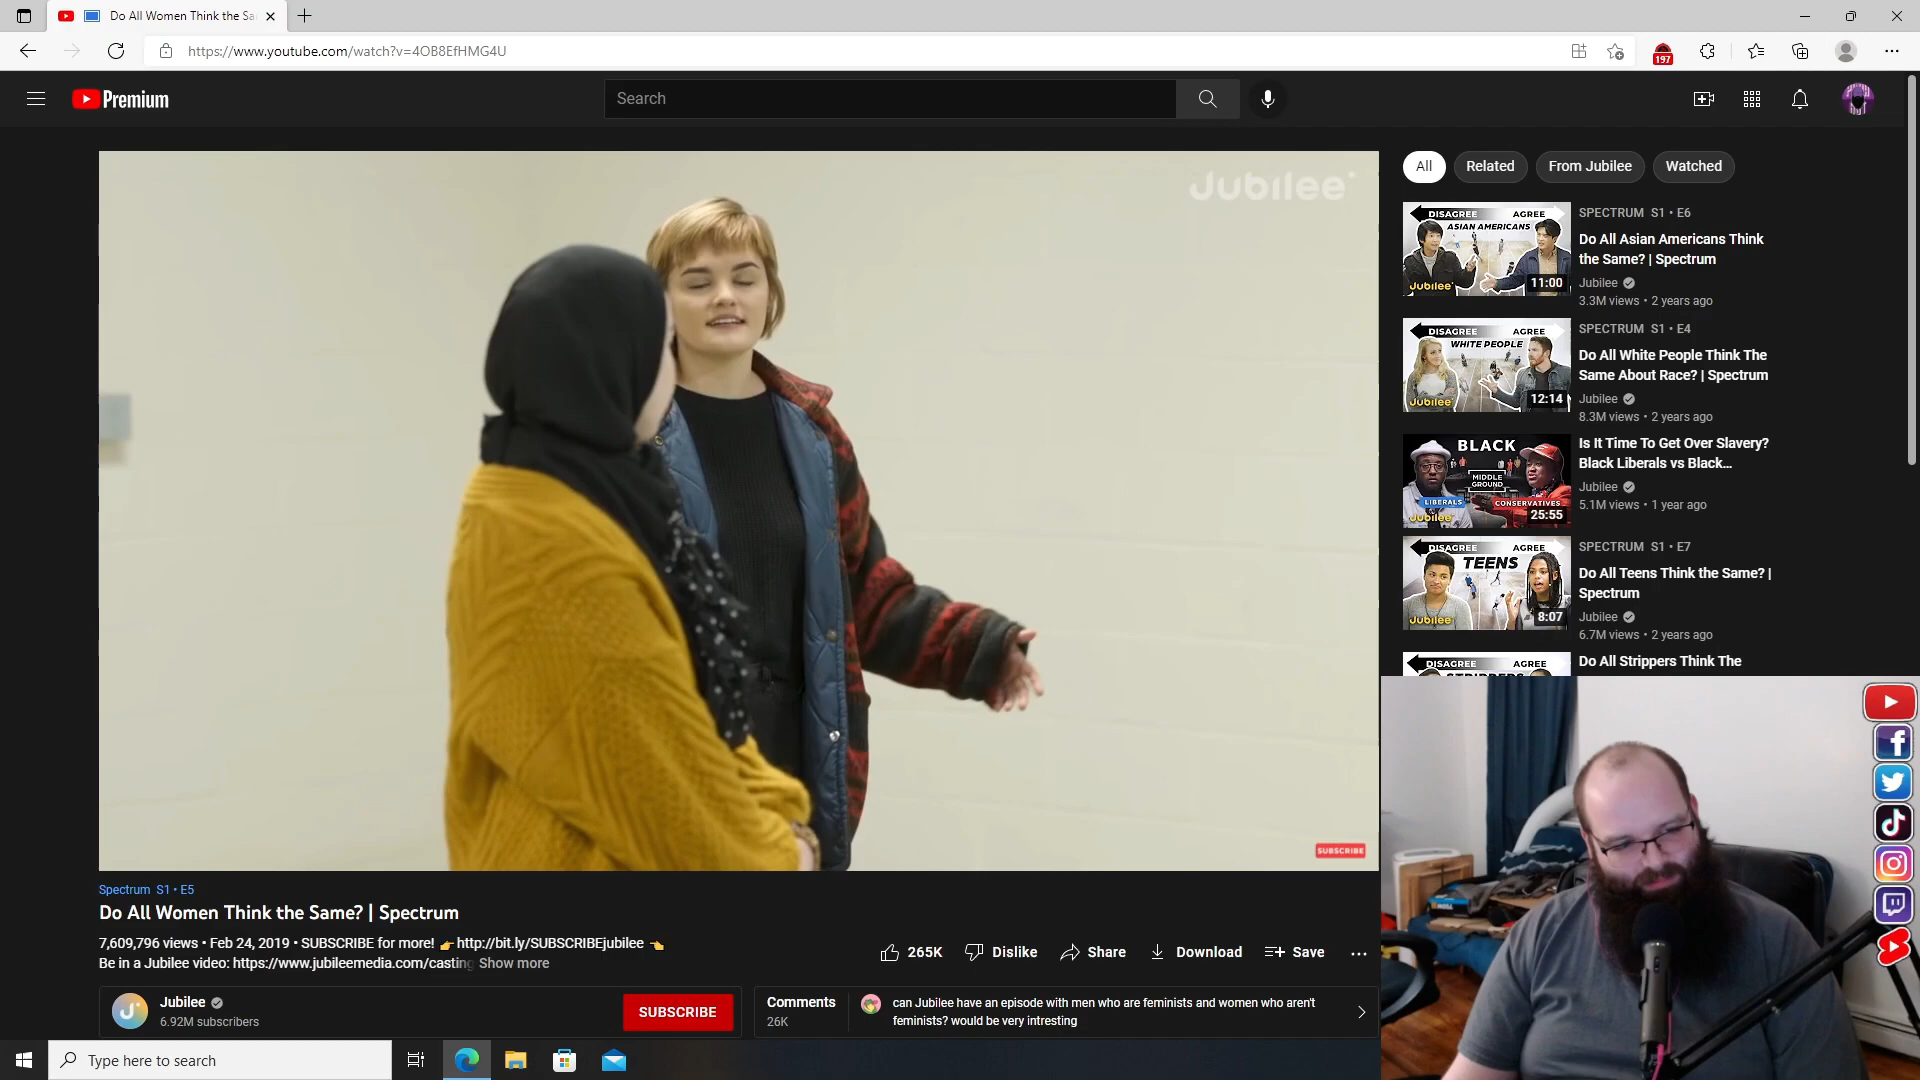 Do All Women Think the Sa
https://www.youtube.com/watch?v=4OB8EfHMG4U
197
Premium
Search
Jubilee
SUBSCRIBE
Spectrum S1 • E5
Do All Women Think the Same? | Spectrum
7,609,796 views • Feb 24, 2019 • SUBSCRIBE for more! 👉 http://bit.ly/SUBSCRIBEjubilee 👈
Be in a Jubilee video: https://www.jubileemedia.com/casting Show more
265K Dislike Share Download Save
Jubilee
6.92M subscribers
SUBSCRIBE
Comments
26K
can Jubilee have an episode with men who are feminists and women who aren't
feminists? would be very intresting
All Related From Jubilee Watched
DISAGREE AGREE
ASIAN AMERICANS
Jubilee
11:00
SPECTRUM S1 • E6
Do All Asian Americans Think
the Same? | Spectrum
Jubilee
3.3M views • 2 years ago
DISAGREE AGREE
WHITE PEOPLE
Jubilee
12:14
SPECTRUM S1 • E4
Do All White People Think The
Same About Race? | Spectrum
Jubilee
8.3M views • 2 years ago
BLACK
MIDDLE
GROUND
LIBERALS
CONSERVATIVES
Jubilee
25:55
Is It Time To Get Over Slavery?
Black Liberals vs Black...
Jubilee
5.1M views • 1 year ago
DISAGREE AGREE
TEENS
Jubilee
8:07
SPECTRUM S1 • E7
Do All Teens Think the Same? |
Spectrum
Jubilee
6.7M views • 2 years ago
DISAGREE AGREE
Do All Strippers Think The
Type here to search